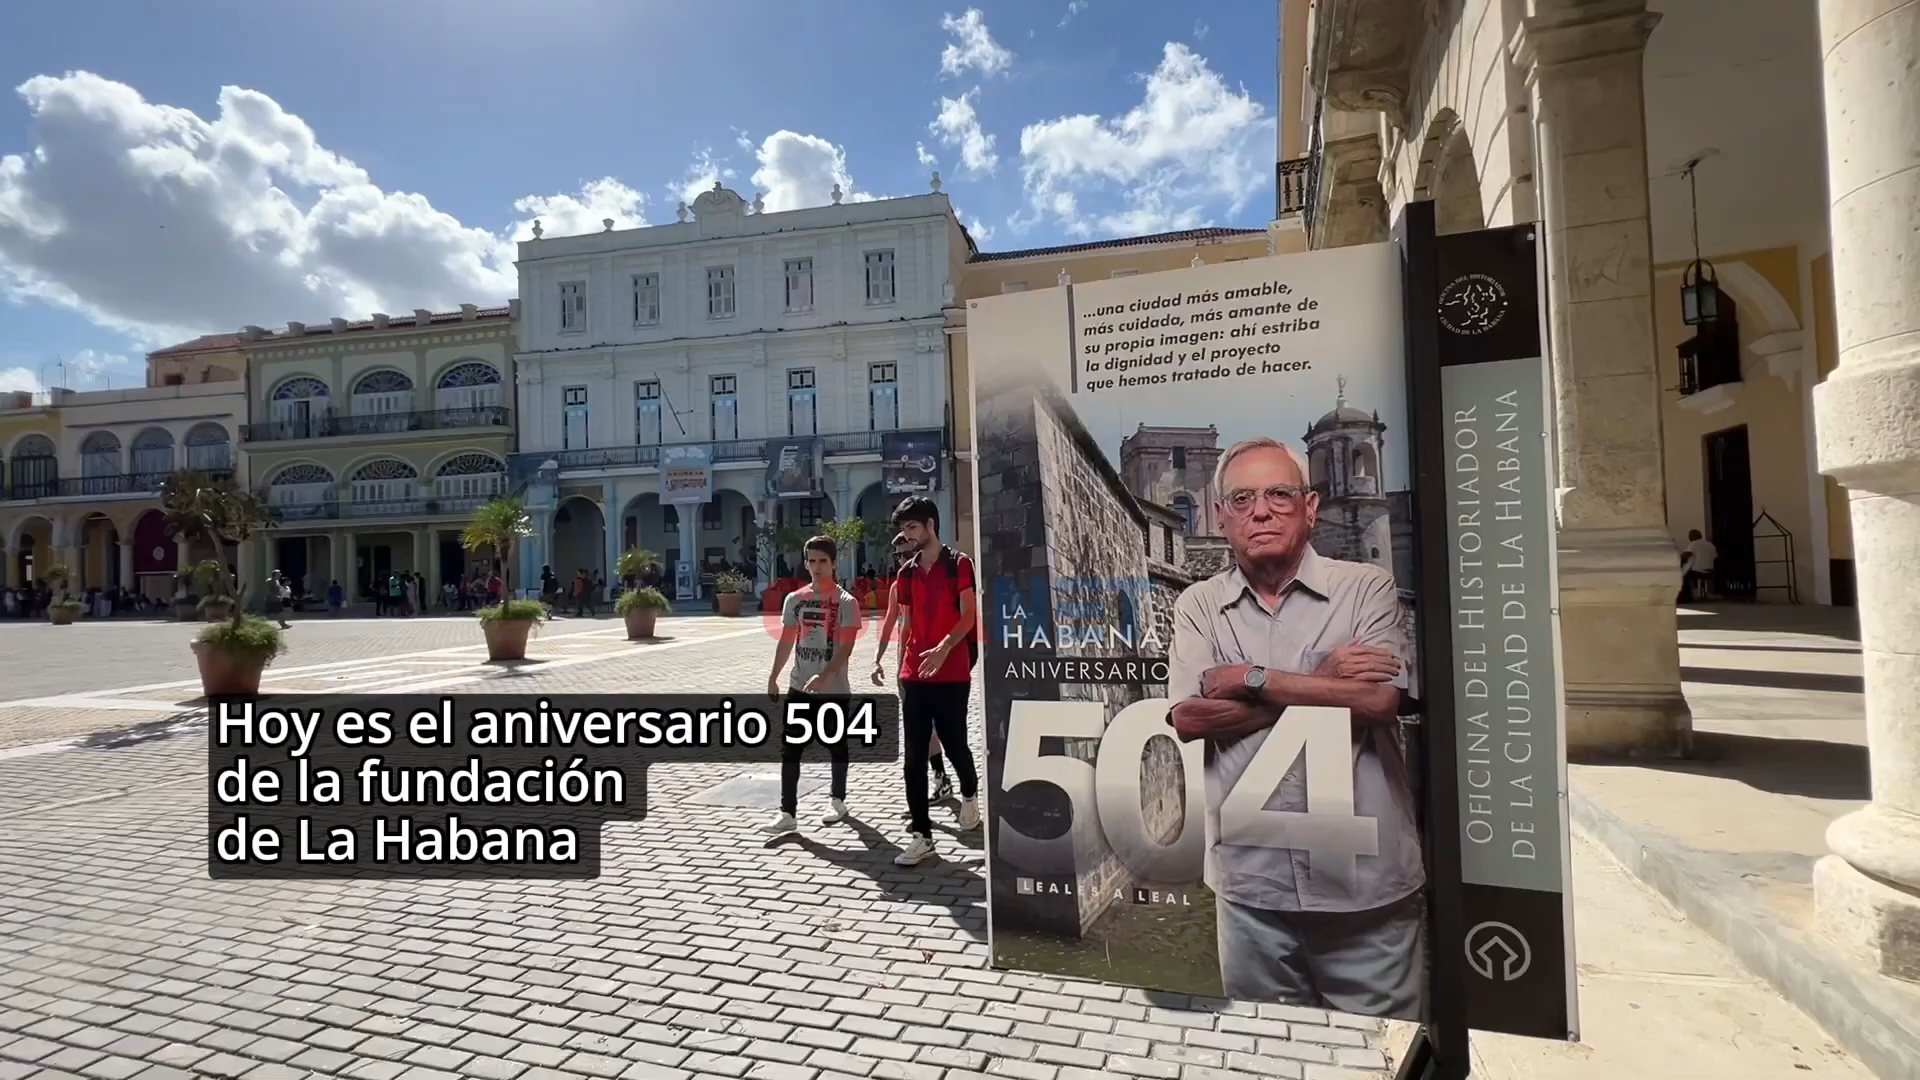 ...una ciudad más amable,
más cuidada, más amante de
su propia imagen: ahí estriba
la dignidad y el proyecto
que hemos tratado de hacer.
LA
HABANA
ANIVERSARIO
504
LEALES A LEAL
OFICINA DEL HISTORIADOR
DE LA CIUDAD DE LA HABANA
Hoy es el aniversario 504
de la fundación
de La Habana